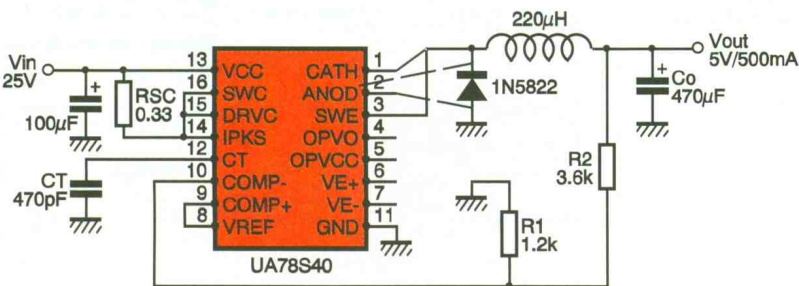 220µH
Vin
25V
100µF
RSC
0.33
13 VCC CATH 1
16 SWC ANOD 2
15 DRVC SWE 3
14 IPKS OPVO 4
12 CT OPVCC 5
10 COMP- VE+ 6
9 COMP+ VE- 7
8 VREF GND 11
UA78S40
CT
470pF
1N5822
Vout
5V/500mA
+ Co
470µF
+
R2
3.6k
R1
1.2k